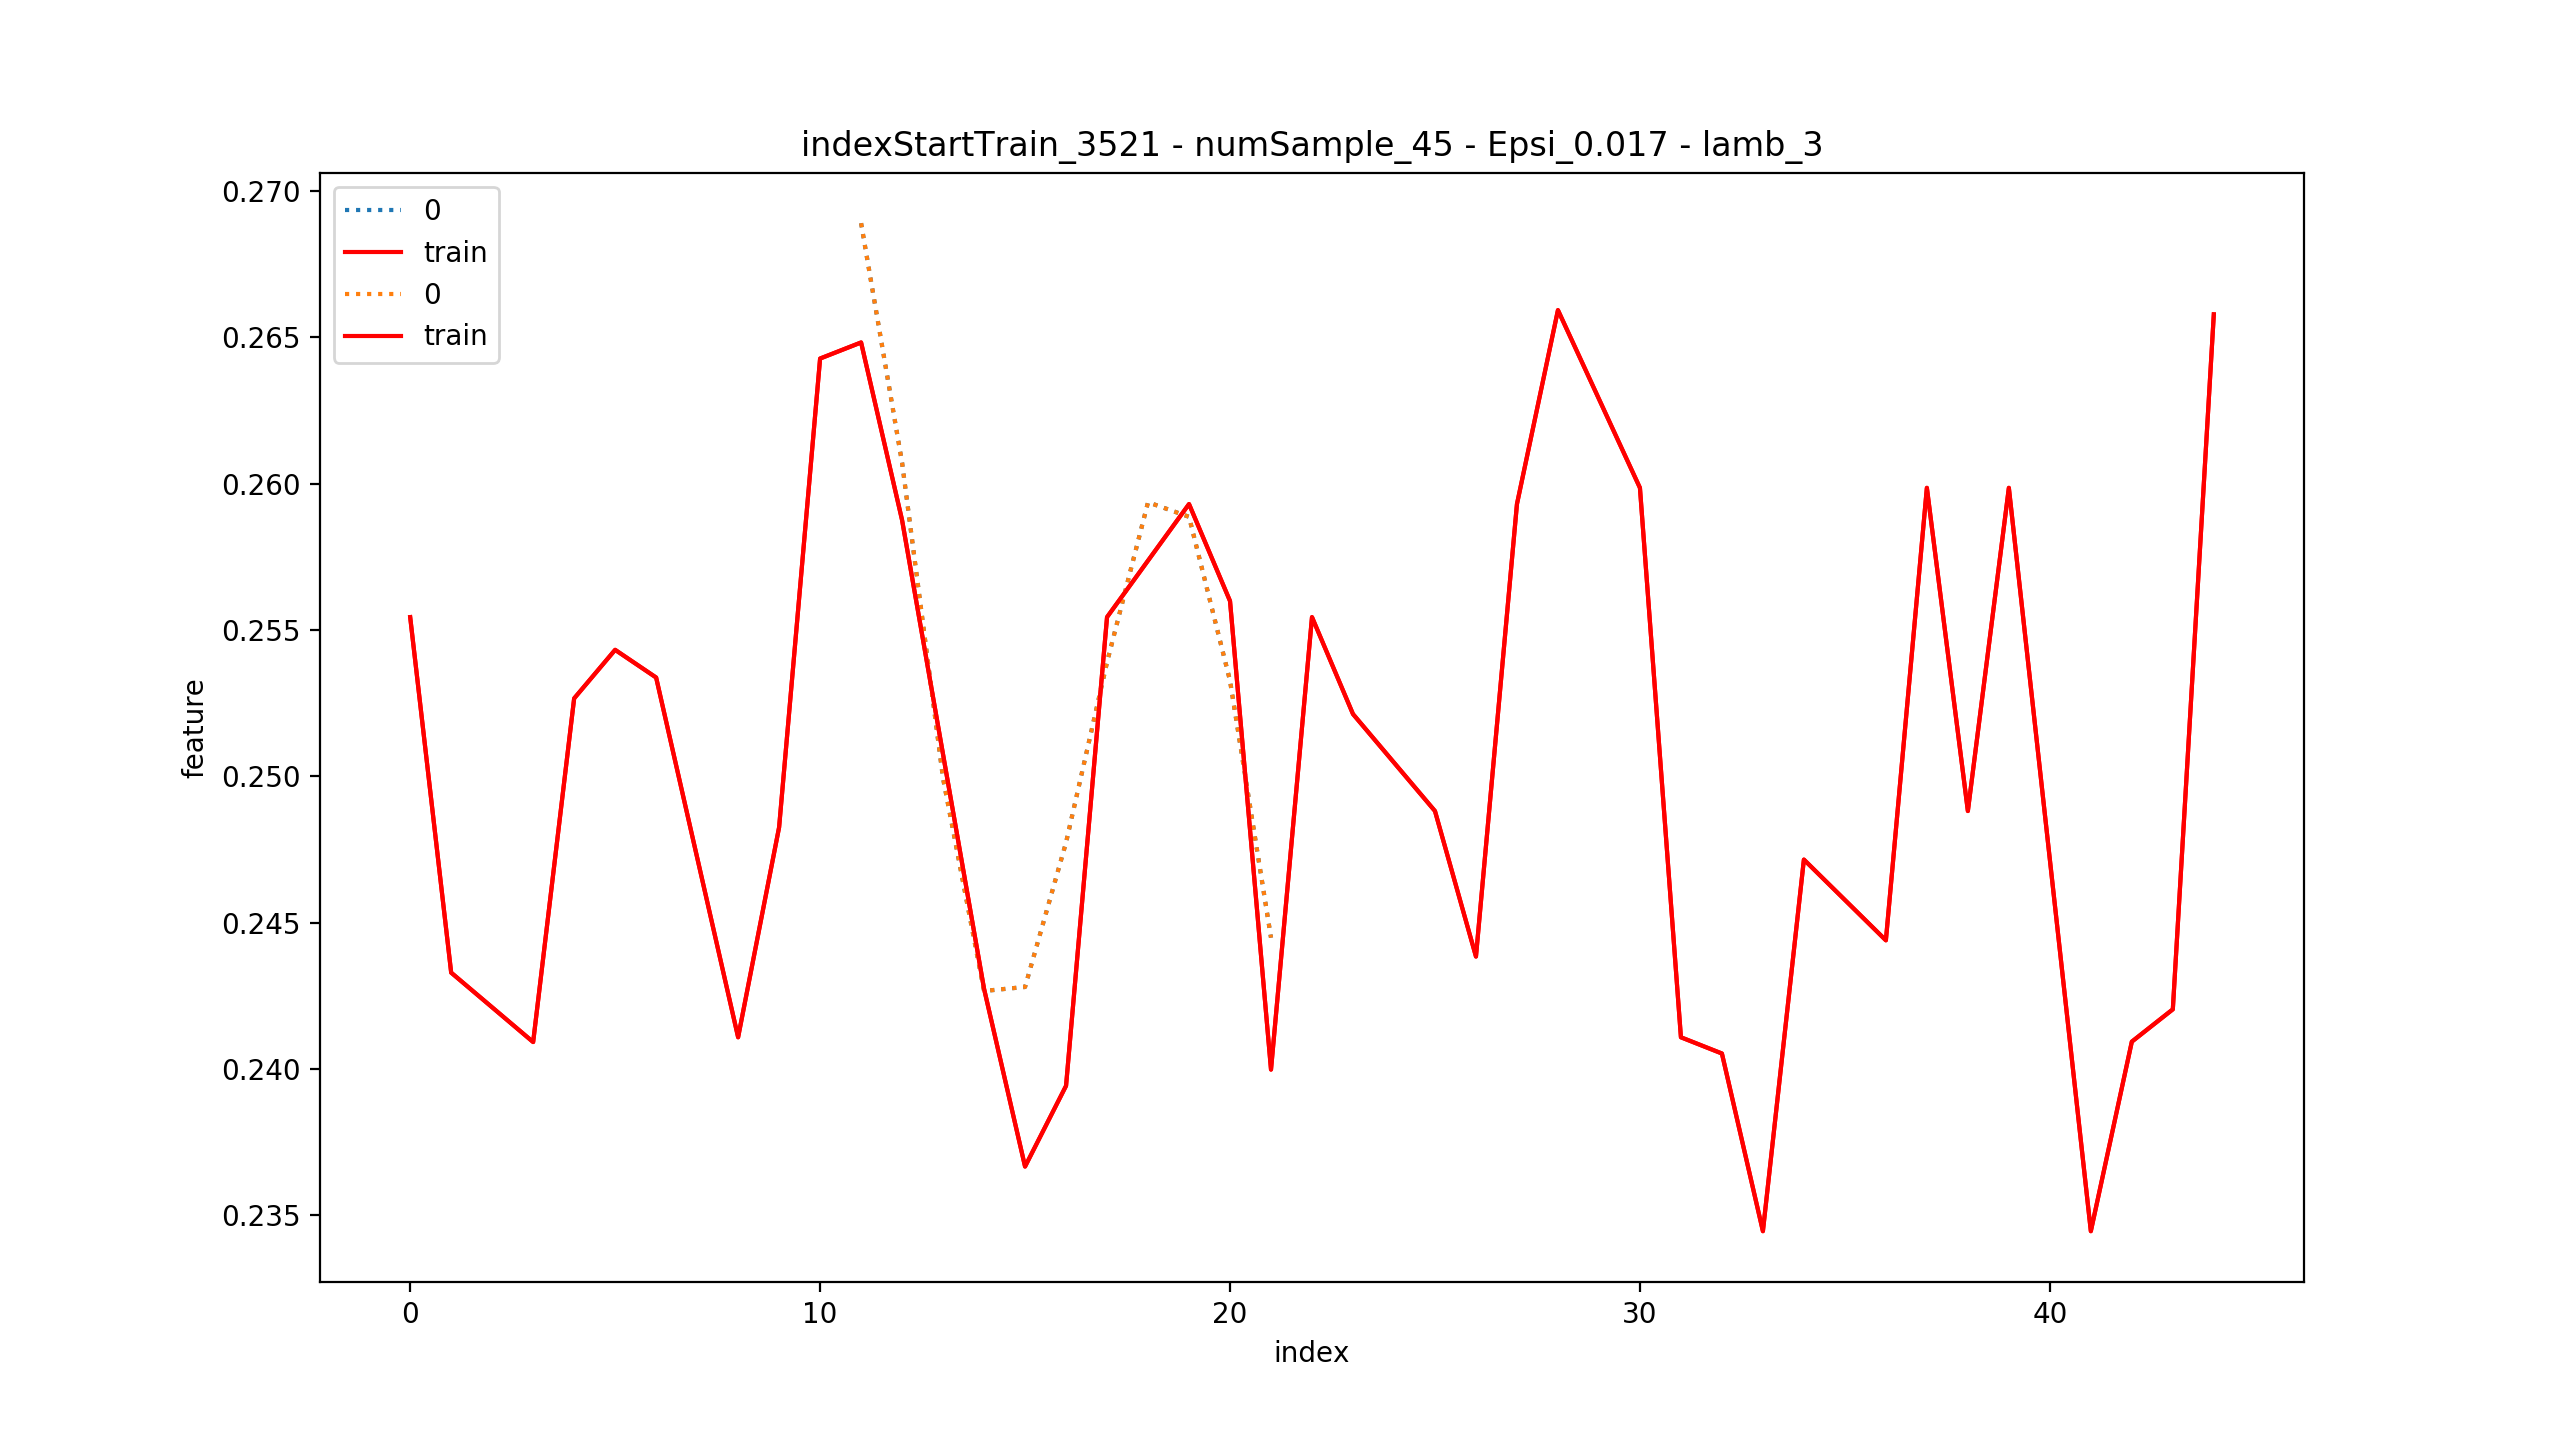 indexStartTrain_3521 - numSample_45 - Epsi_0.017 - lamb_3
0
train
0
train
0.270
0.265
0.260
0.255
0.250
0.245
0.240
0.235
feature
0 10 20 30 40
index